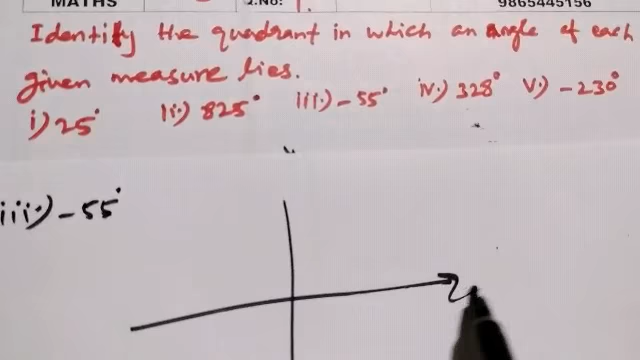 MATHS
9865445156
Identify the quadrant in which an angle of each
given measure lies.
i) 25° ii.) 825° iii.) -55° iv.) 328° v.) -230°
iii.) -55°